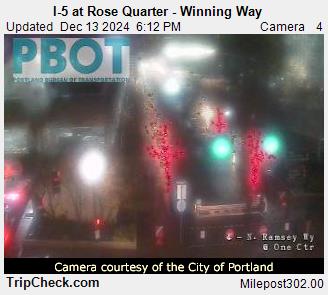 I-5 at Rose Quarter - Winning Way
Updated Dec 13 2024 6:12 PM Camera 4
PBOT
PORTLAND BUREAU OF TRANSPORTATION
4 - N. Ramsey Wy
@ One Ctr
Camera courtesy of the City of Portland
TripCheck.com Milepost302.00